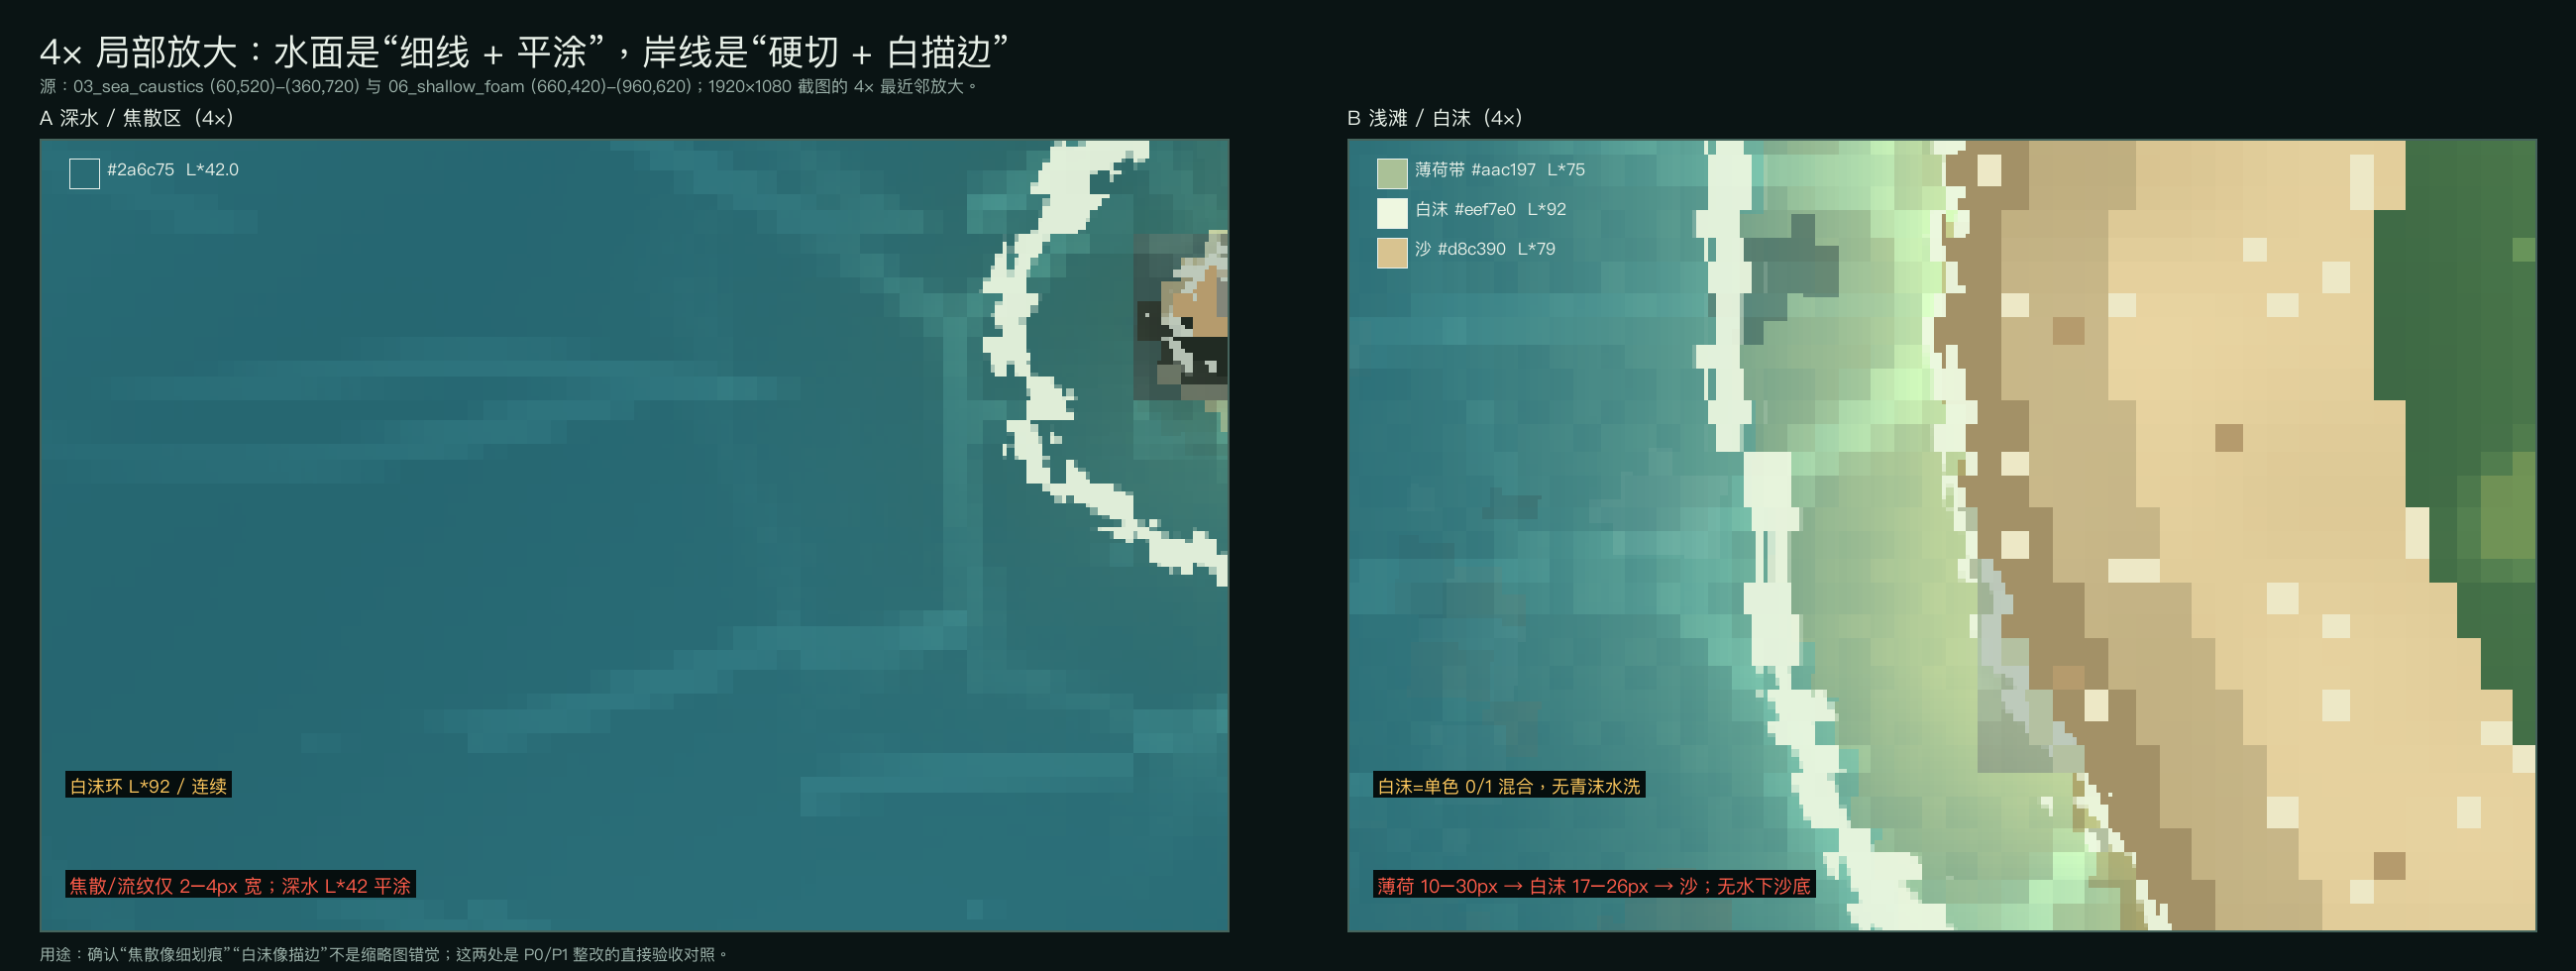 4× 局部放大：水面是“细线 + 平涂”，岸线是“硬切 + 白描边”
源：03_sea_caustics (60,520)–(360,720) 与 06_shallow_foam (660,420)–(960,620)；1920×1080 截图的 4× 最近邻放大。
A 深水 / 焦散区（4×）
#2a6c75 L*42.0
白沫环 L*92 / 连续
焦散/流纹仅 2–4px 宽；深水 L*42 平涂
B 浅滩 / 白沫（4×）
薄荷带 #aac197 L*75
白沫 #eef7e0 L*92
沙 #d8c390 L*79
白沫=单色 0/1 混合，无青沫水洗
薄荷 10–30px → 白沫 17–26px → 沙；无水下沙底
用途：确认“焦散像细划痕”“白沫像描边”不是缩略图错觉；这两处是 P0/P1 整改的直接验收对照。